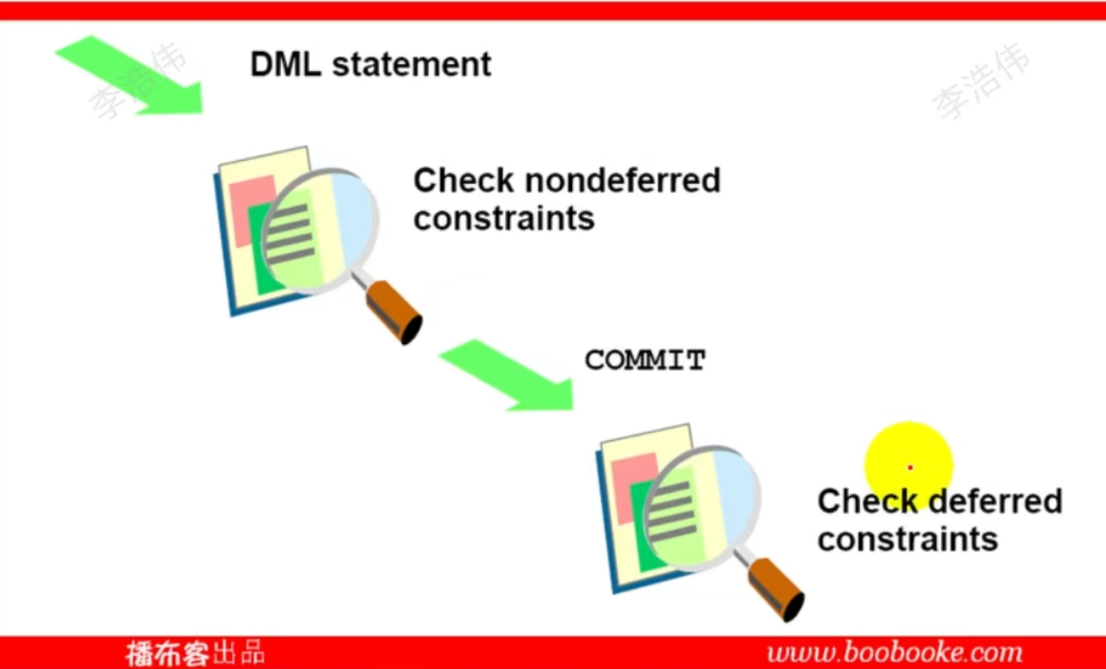 李浩伟
李浩伟
DML statement
Check nondeferred
constraints
COMMIT
Check deferred
constraints
播布客出品
www.boobooke.com